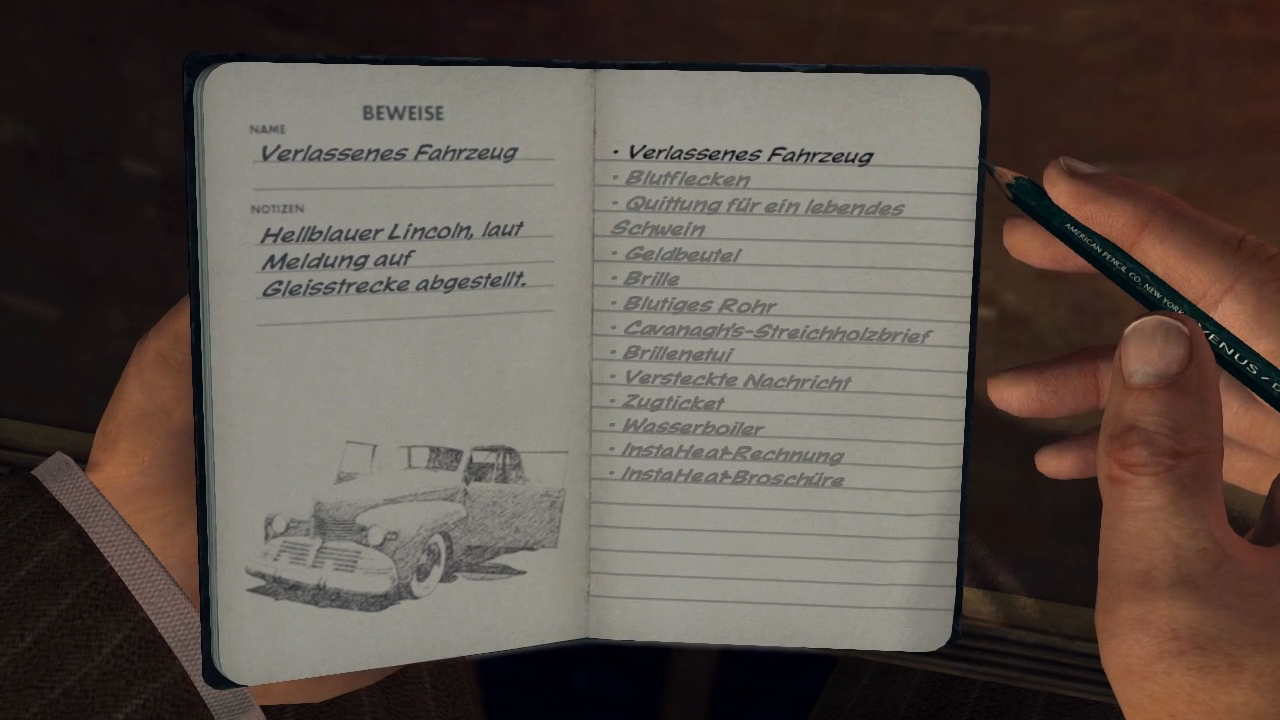 BEWEISE
NAME
Verlassenes Fahrzeug
NOTIZEN
Hellblauer Lincoln, laut
Meldung auf
Gleisstrecke abgestellt.
· Verlassenes Fahrzeug
· Blutflecken
· Quittung für ein lebendes
Schwein
· Geldbeutel
· Brille
· Blutiges Rohr
· Cavanagh's-Streichholzbrief
· Brillenetui
· Versteckte Nachricht
· Zugticket
· Wasserboiler
· InstaHeat-Rechnung
· InstaHeat-Broschüre
AMERICAN PENCIL CO. NEW YORK
VENUS